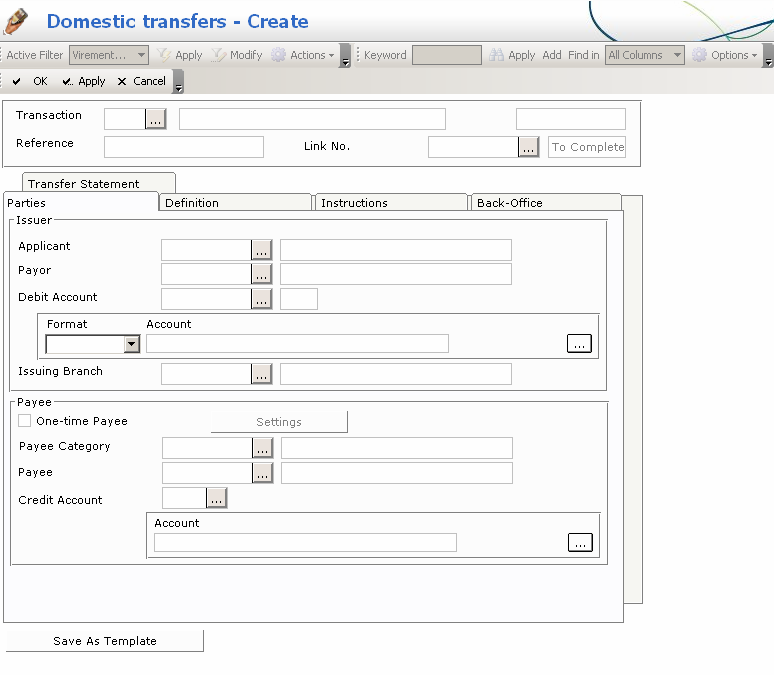 Domestic transfers - Create
Active Filter Virement... Apply Modify Actions Keyword Apply Add Find in All Columns Options
OK Apply Cancel
Transaction ...
Reference Link No. ... To Complete
Transfer Statement
Parties Definition Instructions Back-Office
Issuer
Applicant ...
Payor ...
Debit Account ...
Format Account
...
Issuing Branch ...
Payee
One-time Payee Settings
Payee Category ...
Payee ...
Credit Account ...
Account
...
Save As Template